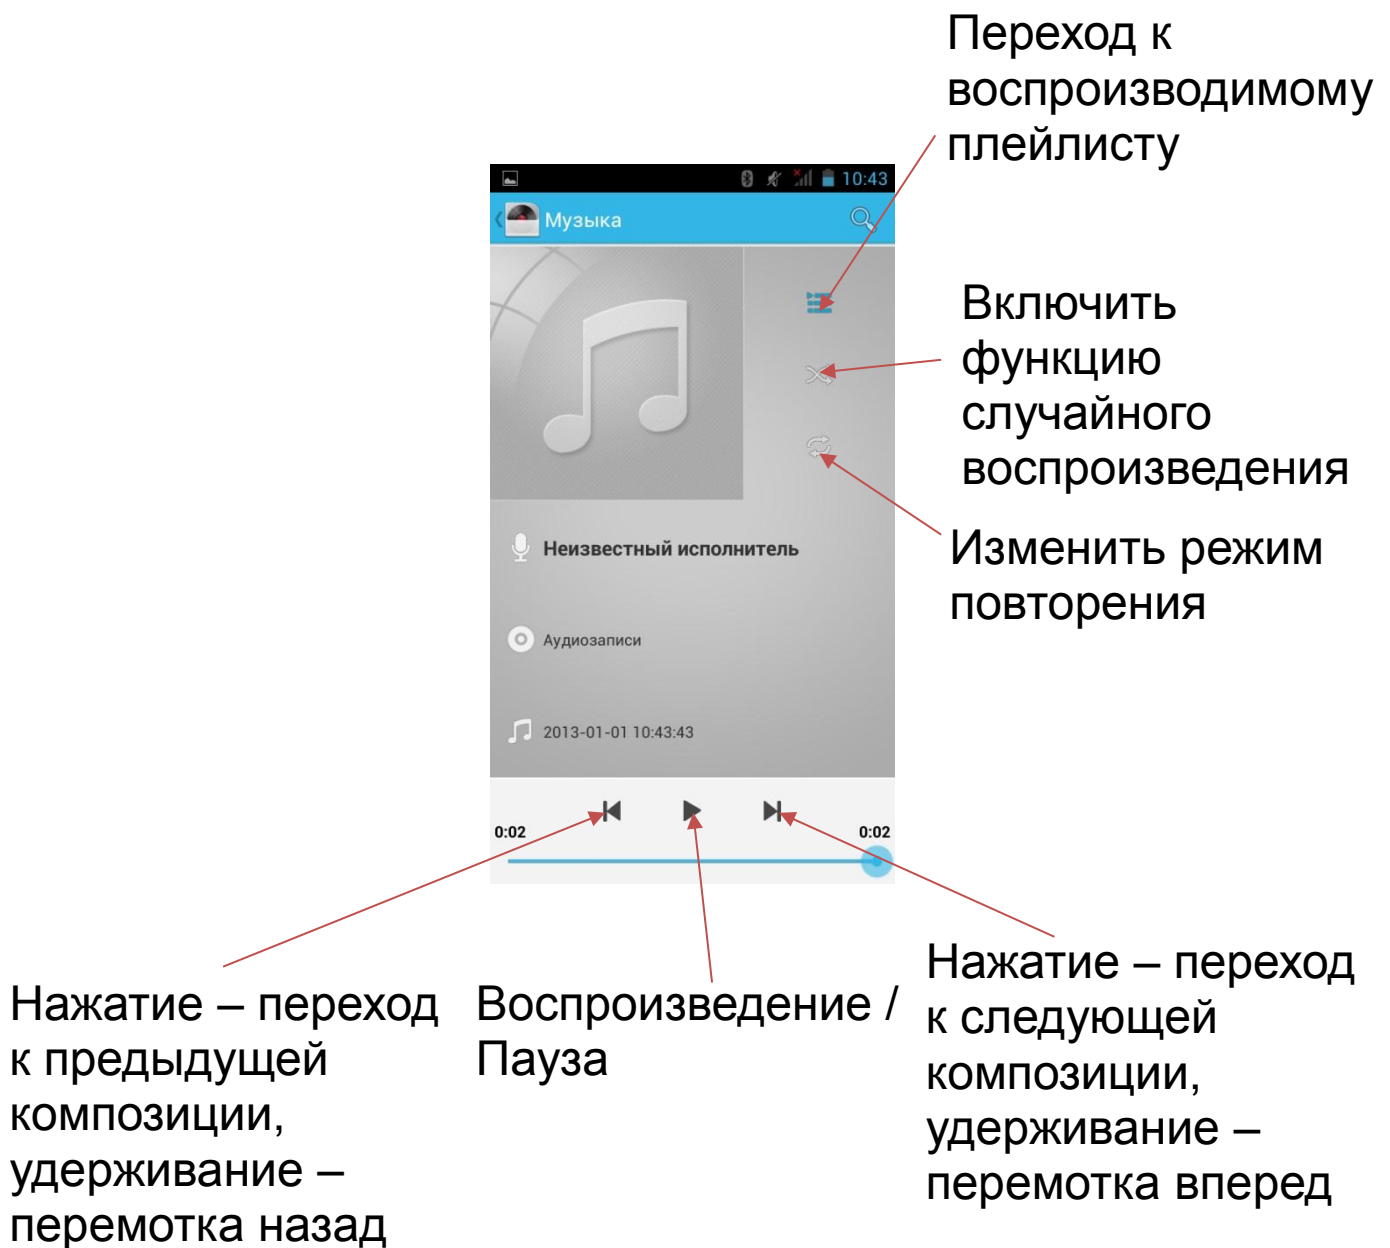 Переход к
воспроизводимому
плейлисту
10:43
Музыка
Включить
функцию
случайного
воспроизведения
Изменить режим
повторения
Неизвестный исполнитель
Аудиозаписи
2013-01-01 10:43:43
0:02
0:02
Нажатие – переход
к предыдущей
композиции,
удерживание –
перемотка назад
Воспроизведение /
Пауза
Нажатие – переход
к следующей
композиции,
удерживание –
перемотка вперед